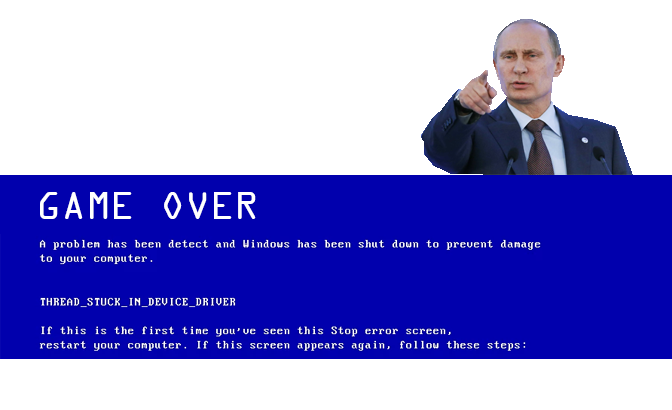 GAME OVER
A problem has been detect and Windows has been shut down to prevent damage
to your computer.
THREAD_STUCK_IN_DEVICE_DRIVER
If this is the first time you've seen this Stop error screen,
restart your computer. If this screen appears again, follow these steps: